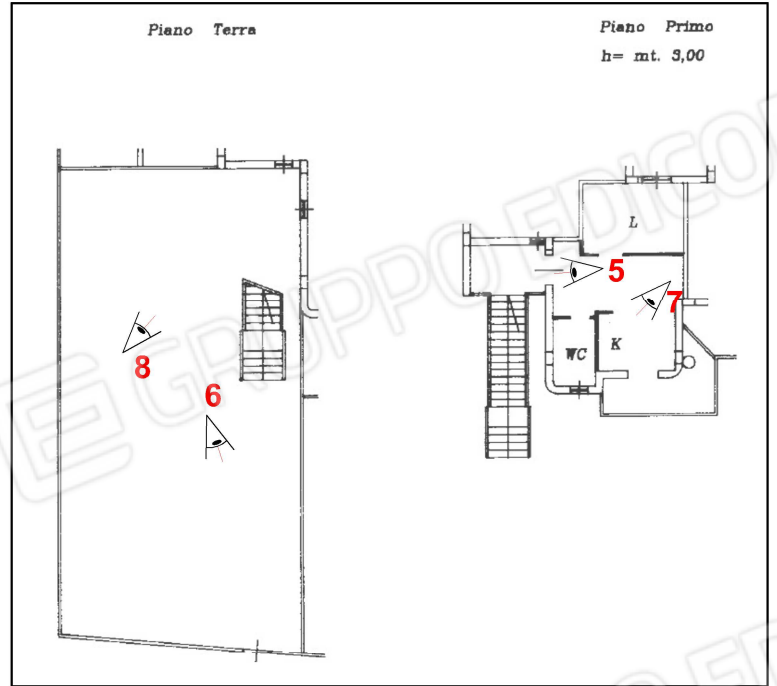 Piano Terra
Piano Primo
h= mt. 3,00
L
5
7
8
WC
K
6
GRUPPO EDICOM